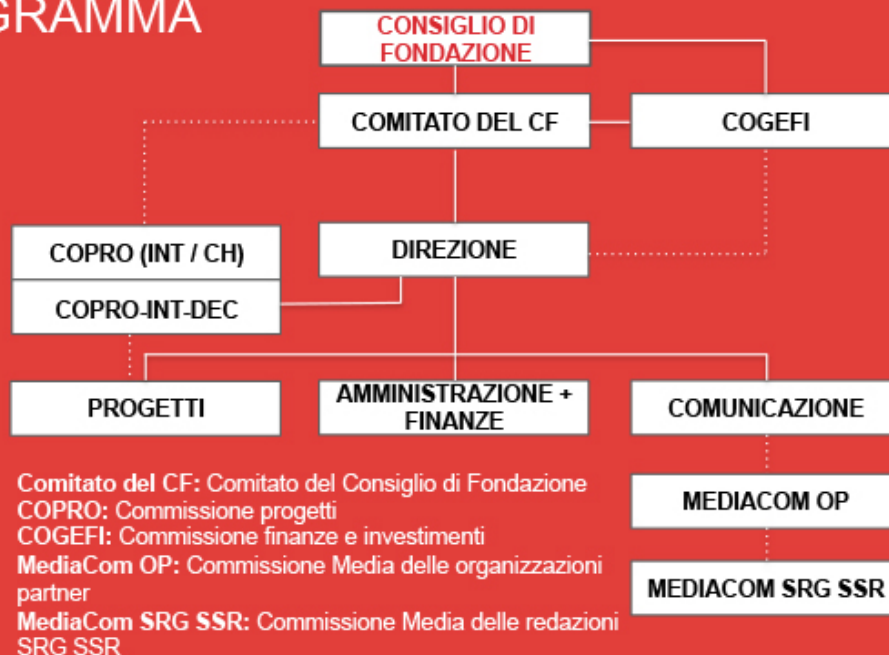 GRAMMA
CONSIGLIO DI
FONDAZIONE
COMITATO DEL CF
COGEFI
COPRO (INT / CH)
DIREZIONE
COPRO-INT-DEC
PROGETTI
AMMINISTRAZIONE +
FINANZE
COMUNICAZIONE
MEDIACOM OP
MEDIACOM SRG SSR
Comitato del CF: Comitato del Consiglio di Fondazione
COPRO: Commissione progetti
COGEFI: Commissione finanze e investimenti
MediaCom OP: Commissione Media delle organizzazioni
partner
MediaCom SRG SSR: Commissione Media delle redazioni
SRG SSR